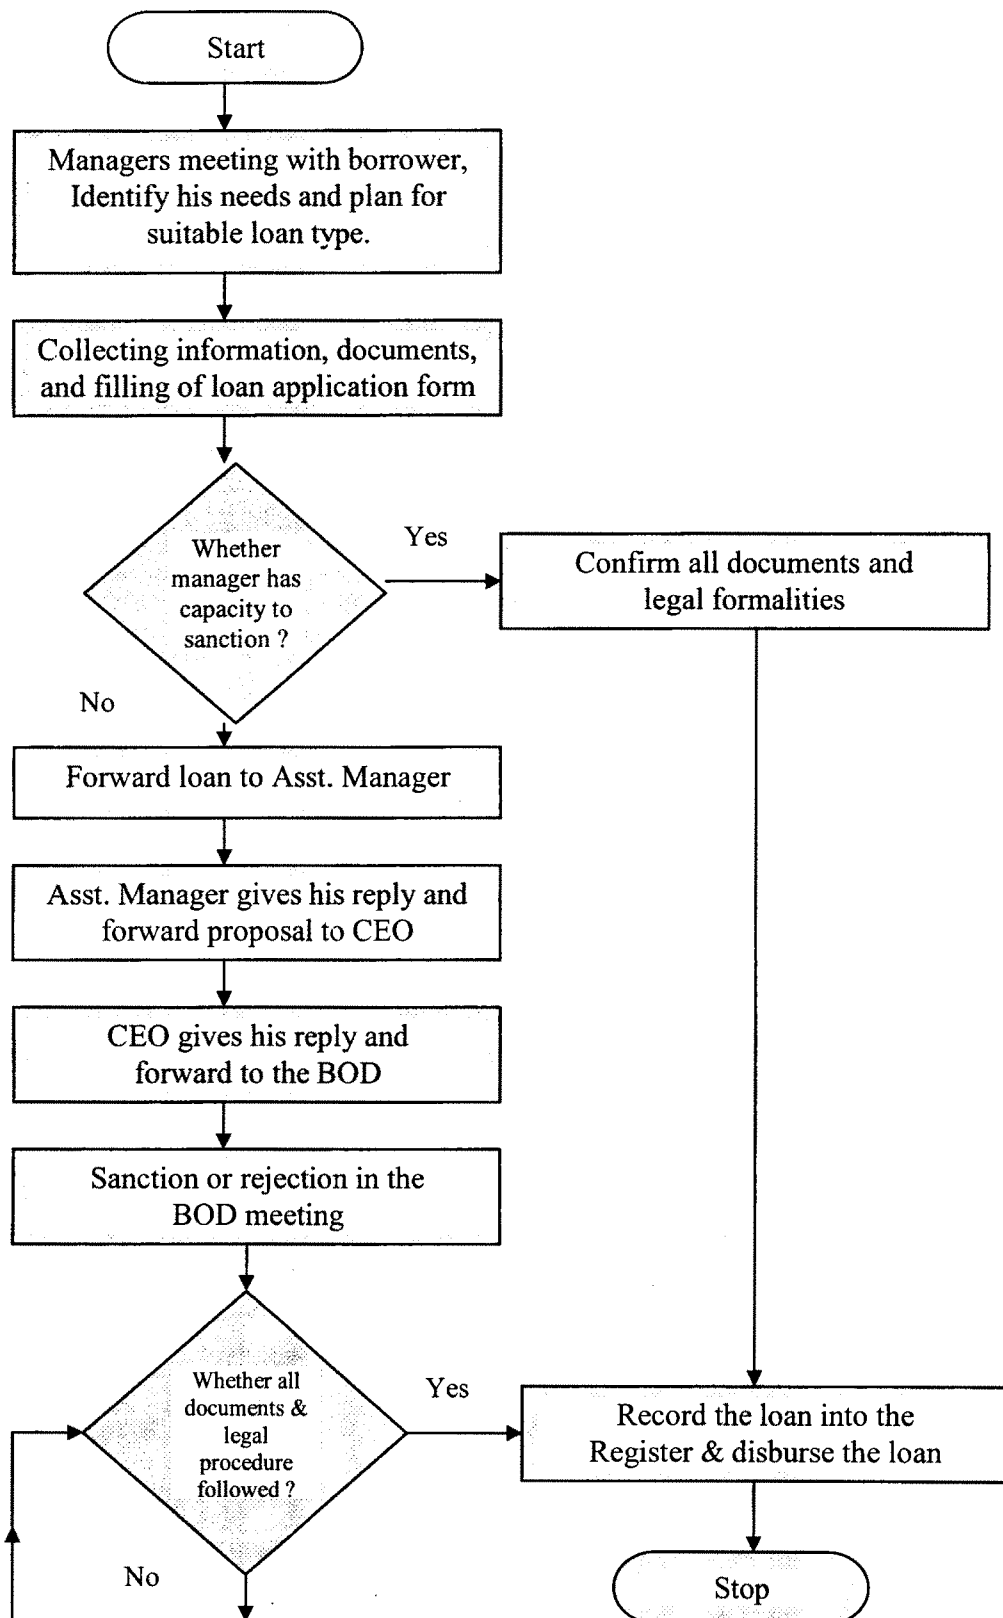 Start
Managers meeting with borrower,
Identify his needs and plan for
suitable loan type.
Collecting information, documents,
and filling of loan application form
Whether
manager has
capacity to
sanction ?
Yes
Confirm all documents and
legal formalities
No
Forward loan to Asst. Manager
Asst. Manager gives his reply and
forward proposal to CEO
CEO gives his reply and
forward to the BOD
Sanction or rejection in the
BOD meeting
Whether all
documents &
legal
procedure
followed ?
Yes
Record the loan into the
Register & disburse the loan
No
Stop